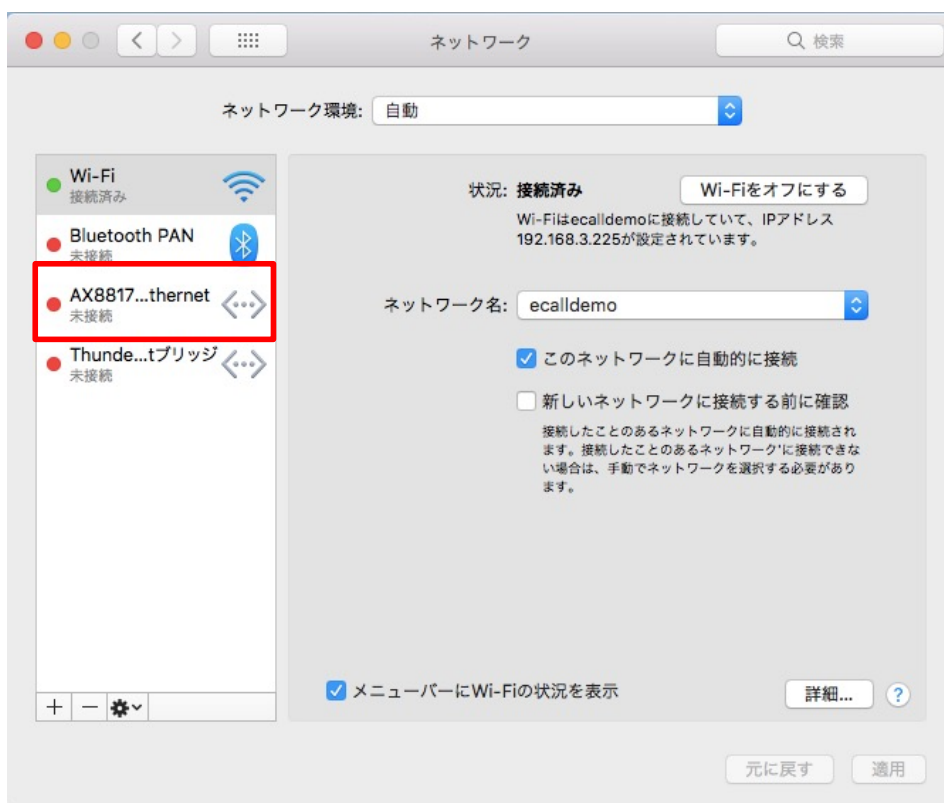 ネットワーク
検索
ネットワーク環境: 自動
Wi-Fi
接続済み
Bluetooth PAN
未接続
AX8817...thernet
未接続
Thunde...tブリッジ
未接続
状況: 接続済み
Wi-Fiをオフにする
Wi-Fiはecalldemoに接続していて、IPアドレス
192.168.3.225が設定されています。
ネットワーク名: ecalldemo
このネットワークに自動的に接続
新しいネットワークに接続する前に確認
接続したことのあるネットワークに自動的に接続され
ます。接続したことのあるネットワーク'に接続できな
い場合は、手動でネットワークを選択する必要があり
ます。
メニューバーにWi-Fiの状況を表示
詳細...
?
元に戻す
適用